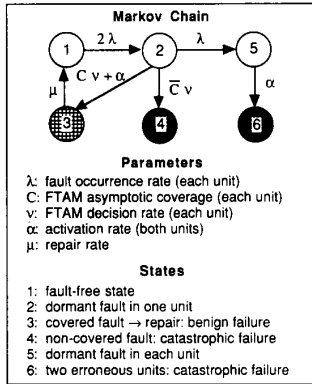 Markov Chain
1 2 λ 2 λ 5
C ν + α
μ C̅ ν α
3 4 6
Parameters
λ: fault occurrence rate (each unit)
C: FTAM asymptotic coverage (each unit)
ν: FTAM decision rate (each unit)
α: activation rate (both units)
μ: repair rate
States
1: fault-free state
2: dormant fault in one unit
3: covered fault → repair: benign failure
4: non-covered fault: catastrophic failure
5: dormant fault in each unit
6: two erroneous units: catastrophic failure